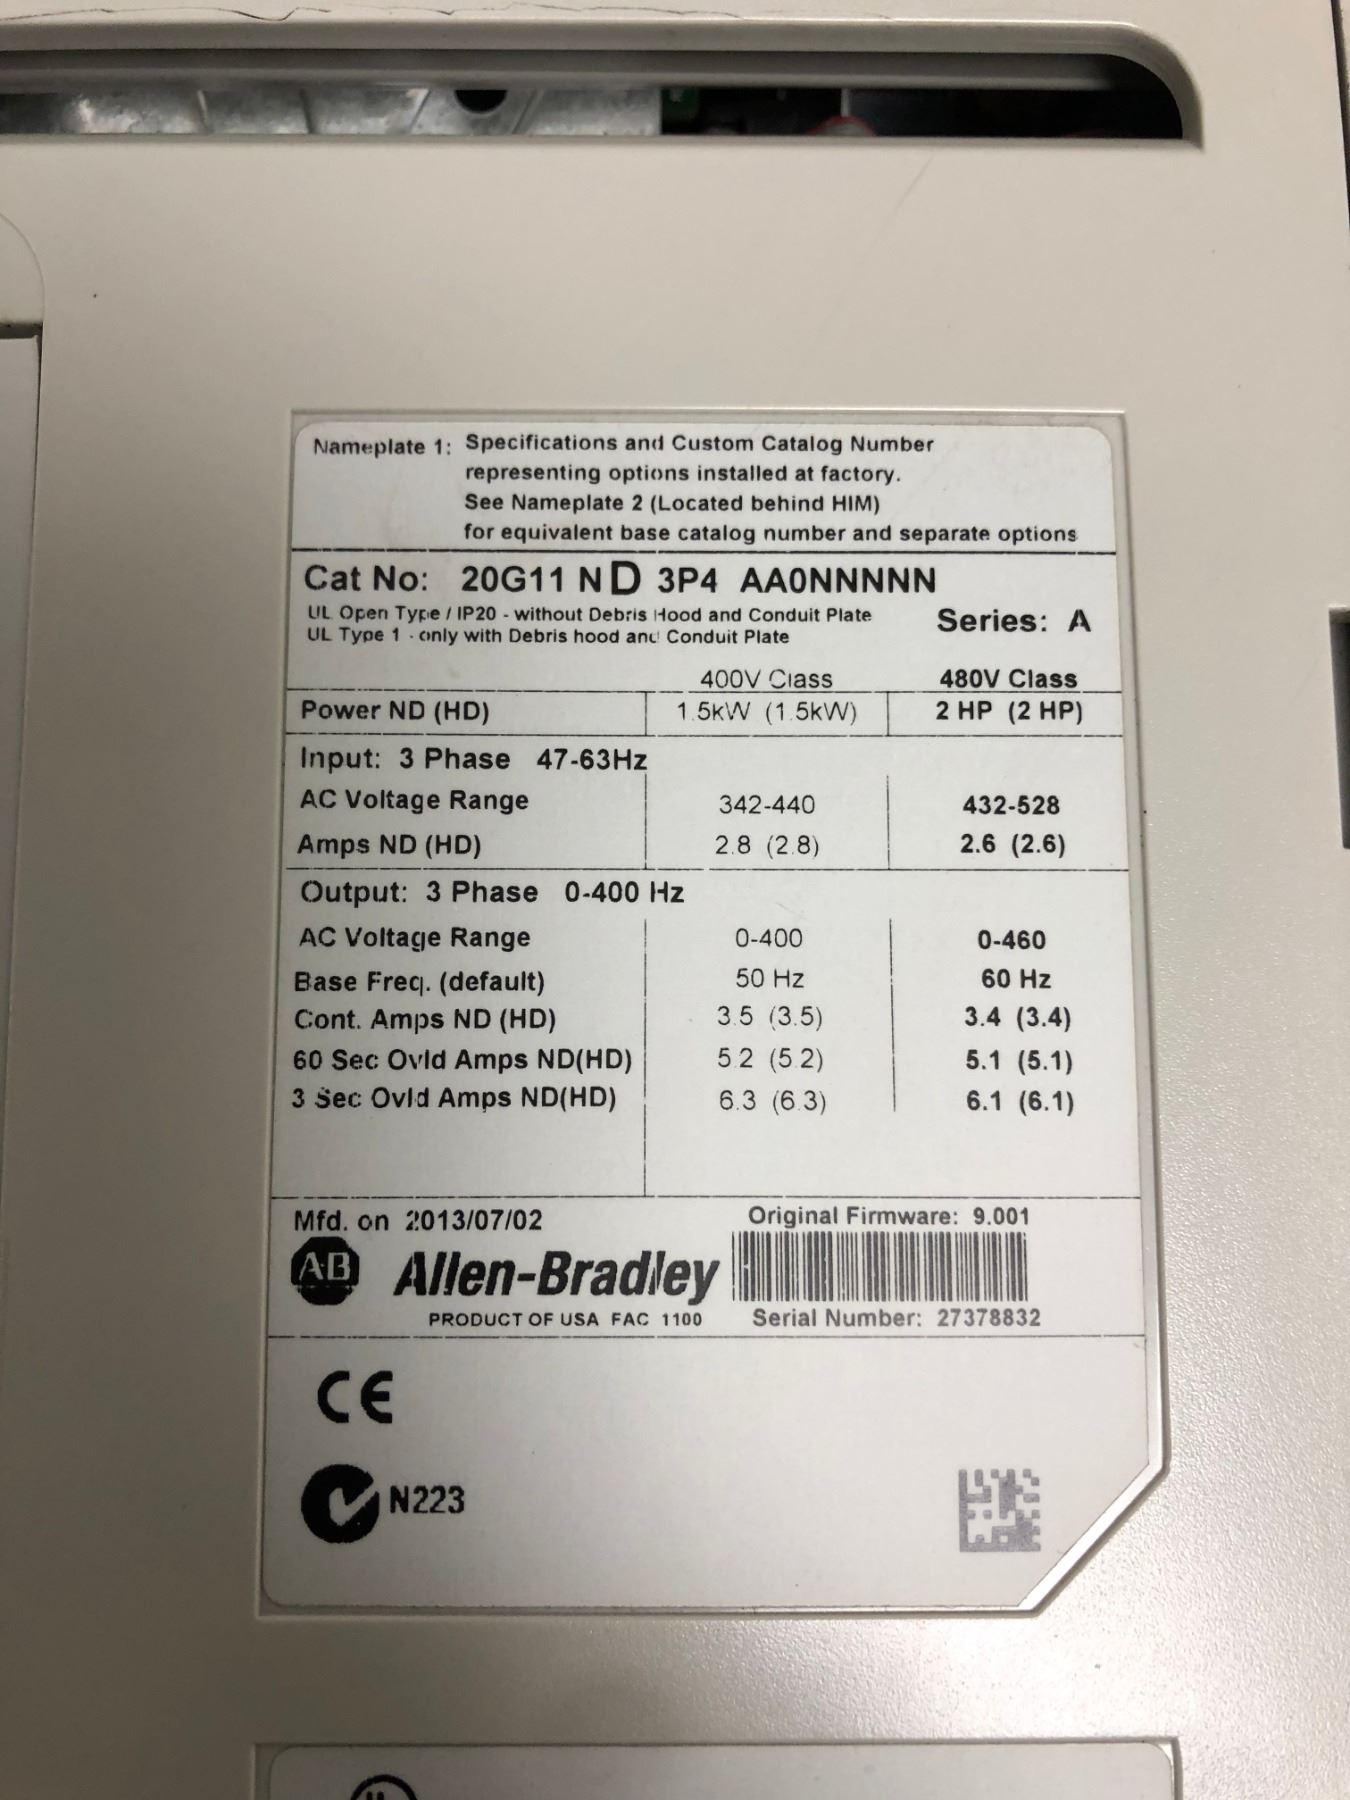 Nameplate 1: Specifications and Custom Catalog Number
representing options installed at factory.
See Nameplate 2 (Located behind HIM)
for equivalent base catalog number and separate options
Cat No: 20G11 N D 3P4 AA0NNNNN
UL Open Type / IP20 - without Debris Hood and Conduit Plate
UL Type 1 - only with Debris hood and Conduit Plate
Series: A
400V Class 480V Class
Power ND (HD) 1.5kW (1.5kW) 2 HP (2 HP)
Input: 3 Phase 47-63Hz
AC Voltage Range 342-440 432-528
Amps ND (HD) 2.8 (2.8) 2.6 (2.6)
Output: 3 Phase 0-400 Hz
AC Voltage Range 0-400 0-460
Base Freq. (default) 50 Hz 60 Hz
Cont. Amps ND (HD) 3.5 (3.5) 3.4 (3.4)
60 Sec Ovld Amps ND(HD) 5.2 (5.2) 5.1 (5.1)
3 Sec Ovld Amps ND(HD) 6.3 (6.3) 6.1 (6.1)
Mfd. on 2013/07/02 Original Firmware: 9.001
AB Allen-Bradley
PRODUCT OF USA FAC 1100 Serial Number: 27378832
CE
N223